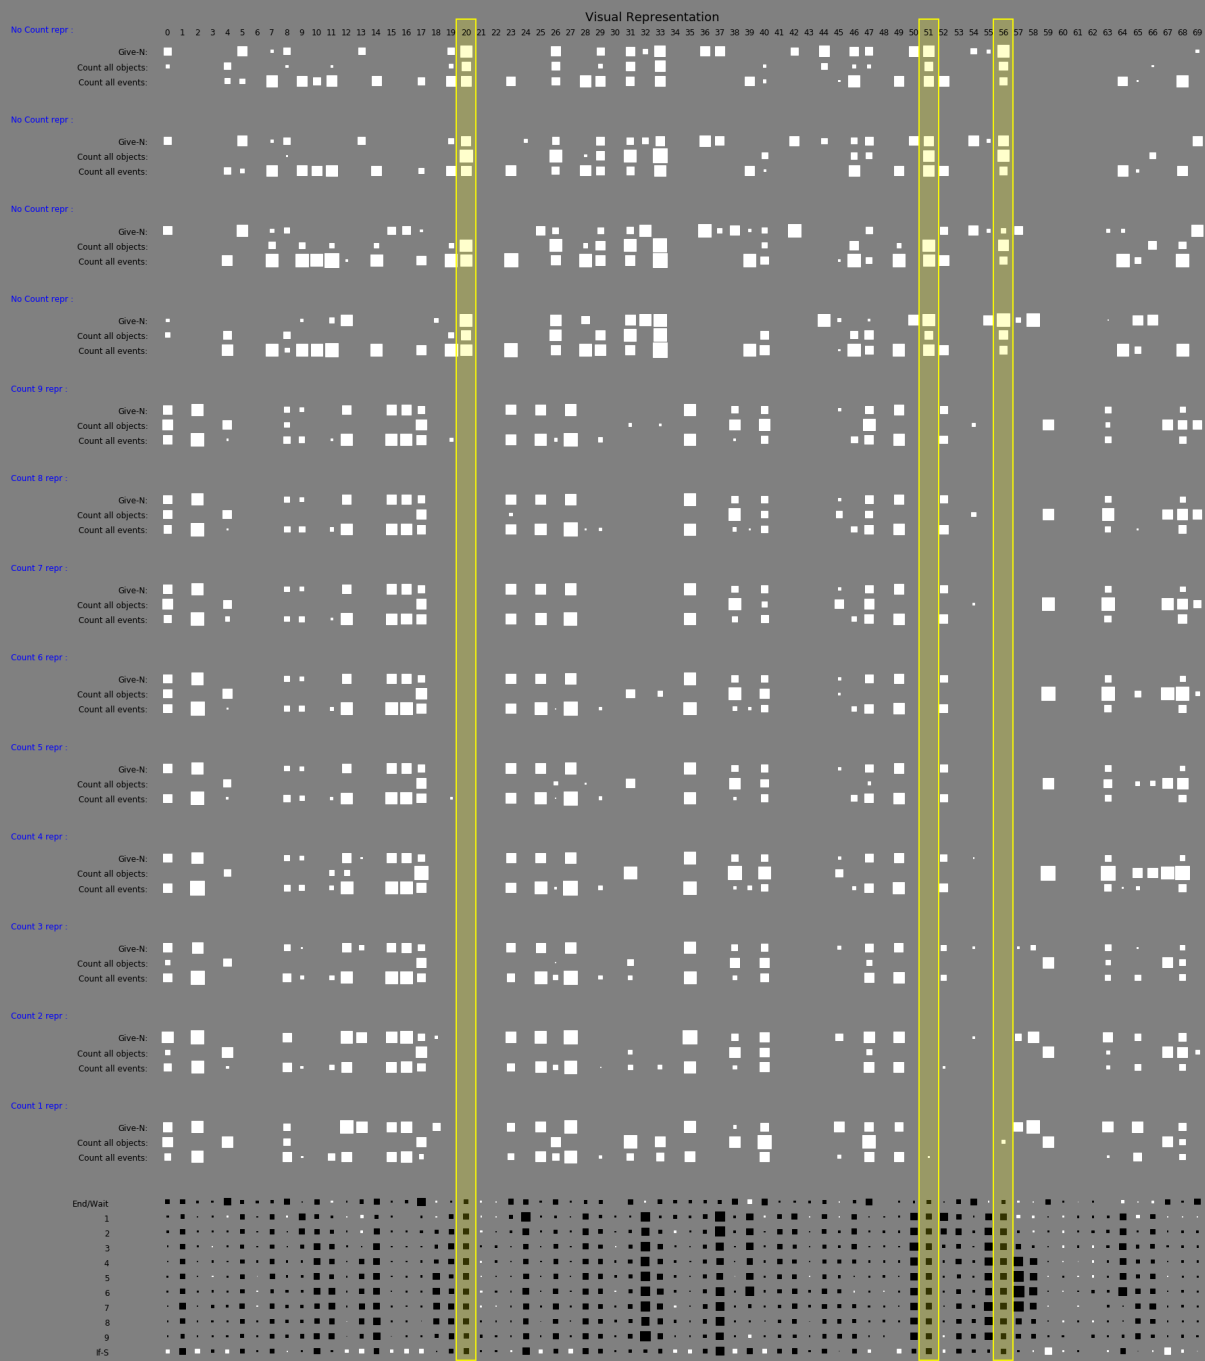 Visual Representation
No Count repr :
0 1 2 3 4 5 6 7 8 9 10 11 12 13 14 15 16 17 18 19 20 21 22 23 24 25 26 27 28 29 30 31 32 33 34 35 36 37 38 39 40 41 42 43 44 45 46 47 48 49 50 51 52 53 54 55 56 57 58 59 60 61 62 63 64 65 66 67 68 69
Give-N:
Count all objects:
Count all events:
No Count repr :
Give-N:
Count all objects:
Count all events:
No Count repr :
Give-N:
Count all objects:
Count all events:
No Count repr :
Give-N:
Count all objects:
Count all events:
Count 9 repr :
Give-N:
Count all objects:
Count all events:
Count 8 repr :
Give-N:
Count all objects:
Count all events:
Count 7 repr :
Give-N:
Count all objects:
Count all events:
Count 6 repr :
Give-N:
Count all objects:
Count all events:
Count 5 repr :
Give-N:
Count all objects:
Count all events:
Count 4 repr :
Give-N:
Count all objects:
Count all events:
Count 3 repr :
Give-N:
Count all objects:
Count all events:
Count 2 repr :
Give-N:
Count all objects:
Count all events:
Count 1 repr :
Give-N:
Count all objects:
Count all events:
End/Wait
1
2
3
4
5
6
7
8
9
If-S